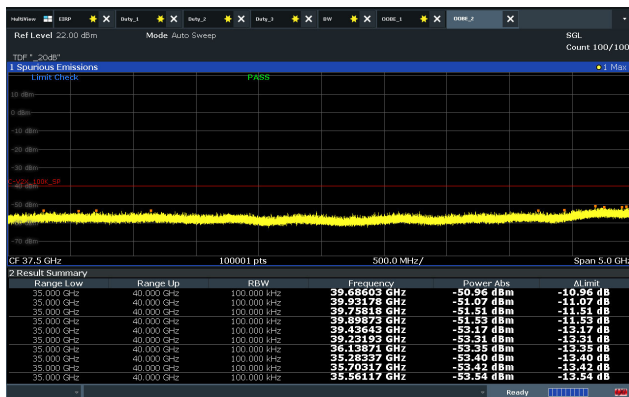 MultiView EIRP Duty_1 Duty_2 Duty_3 BW OOBE_1 OOBE_2
Ref Level 22.00 dBm Mode Auto Sweep SGL
Count 100/100
TDF "_20dB"
1 Spurious Emissions 1 Max
Limit Check PASS
10 dBm
0 dBm
-10 dBm
-20 dBm
-30 dBm
-40 dBm
-50 dBm
-70 dBm
CF 37.5 GHz 100001 pts 500.0 MHz/ Span 5.0 GHz
2 Result Summary
Range Low Range Up RBW Frequency Power Abs ΔLimit
35.000 GHz 40.000 GHz 100.000 kHz 39.68603 GHz -50.96 dBm -10.96 dB
35.000 GHz 40.000 GHz 100.000 kHz 39.93178 GHz -51.07 dBm -11.07 dB
35.000 GHz 40.000 GHz 100.000 kHz 39.75818 GHz -51.51 dBm -11.51 dB
35.000 GHz 40.000 GHz 100.000 kHz 39.89873 GHz -51.53 dBm -11.53 dB
35.000 GHz 40.000 GHz 100.000 kHz 39.43643 GHz -53.17 dBm -13.17 dB
35.000 GHz 40.000 GHz 100.000 kHz 39.23193 GHz -53.31 dBm -13.31 dB
35.000 GHz 40.000 GHz 100.000 kHz 36.13871 GHz -53.35 dBm -13.35 dB
35.000 GHz 40.000 GHz 100.000 kHz 35.28337 GHz -53.40 dBm -13.40 dB
35.000 GHz 40.000 GHz 100.000 kHz 35.70317 GHz -53.42 dBm -13.42 dB
35.000 GHz 40.000 GHz 100.000 kHz 35.56117 GHz -53.54 dBm -13.54 dB
Ready